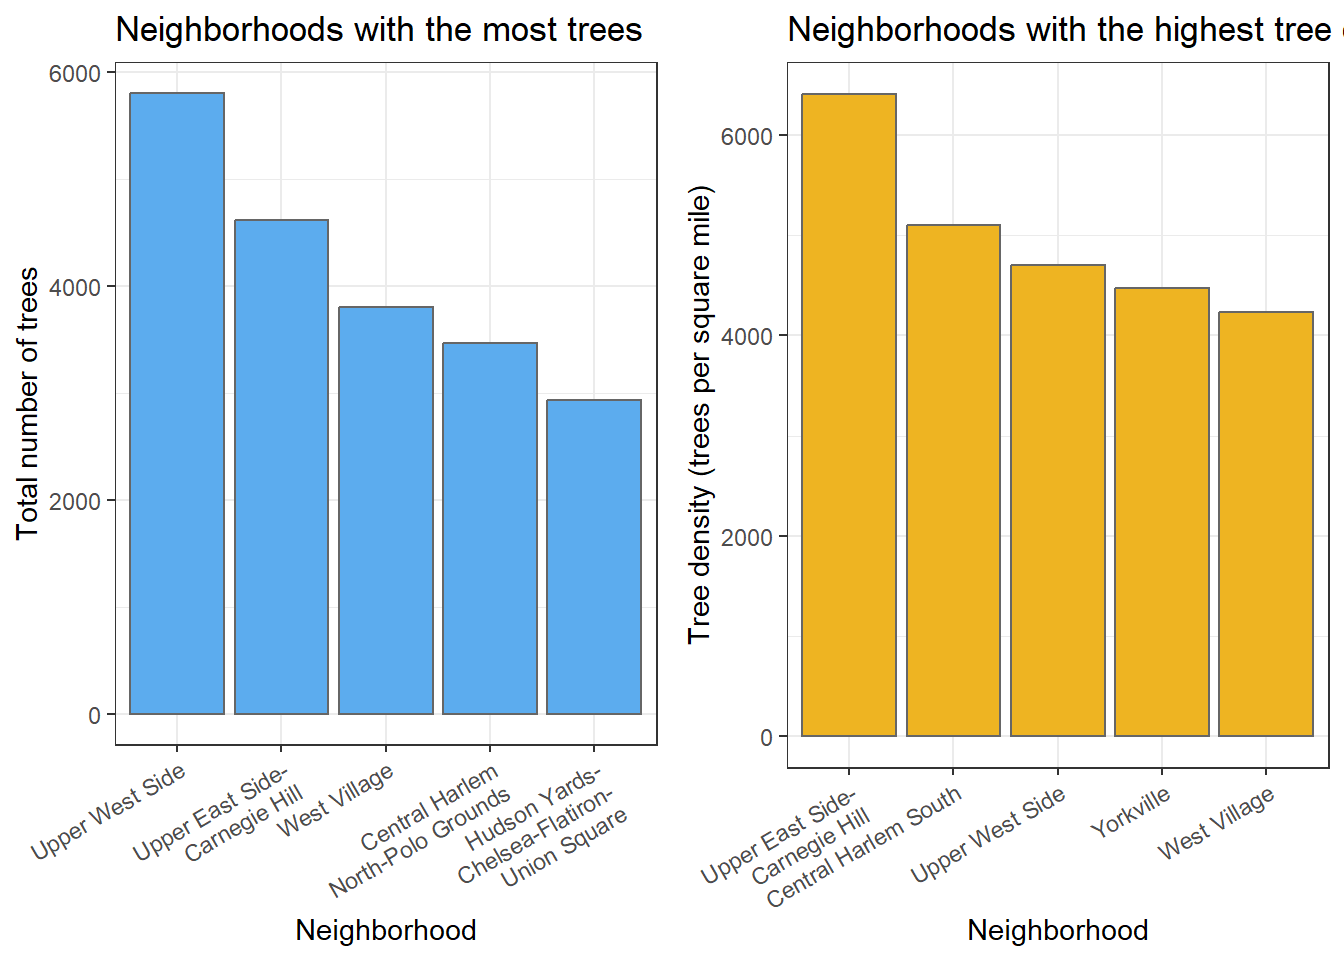 Neighborhoods with the most trees
Total number of trees
6000
4000
2000
0
Upper West Side
Upper East Side-
Carnegie Hill
West Village
Central Harlem
North-Polo Grounds
Hudson Yards-
Chelsea-Flatiron-
Union Square
Neighborhood
Neighborhoods with the highest tree
Tree density (trees per square mile)
6000
4000
2000
0
Upper East Side-
Carnegie Hill
Central Harlem South
Upper West Side
Yorkville
West Village
Neighborhood